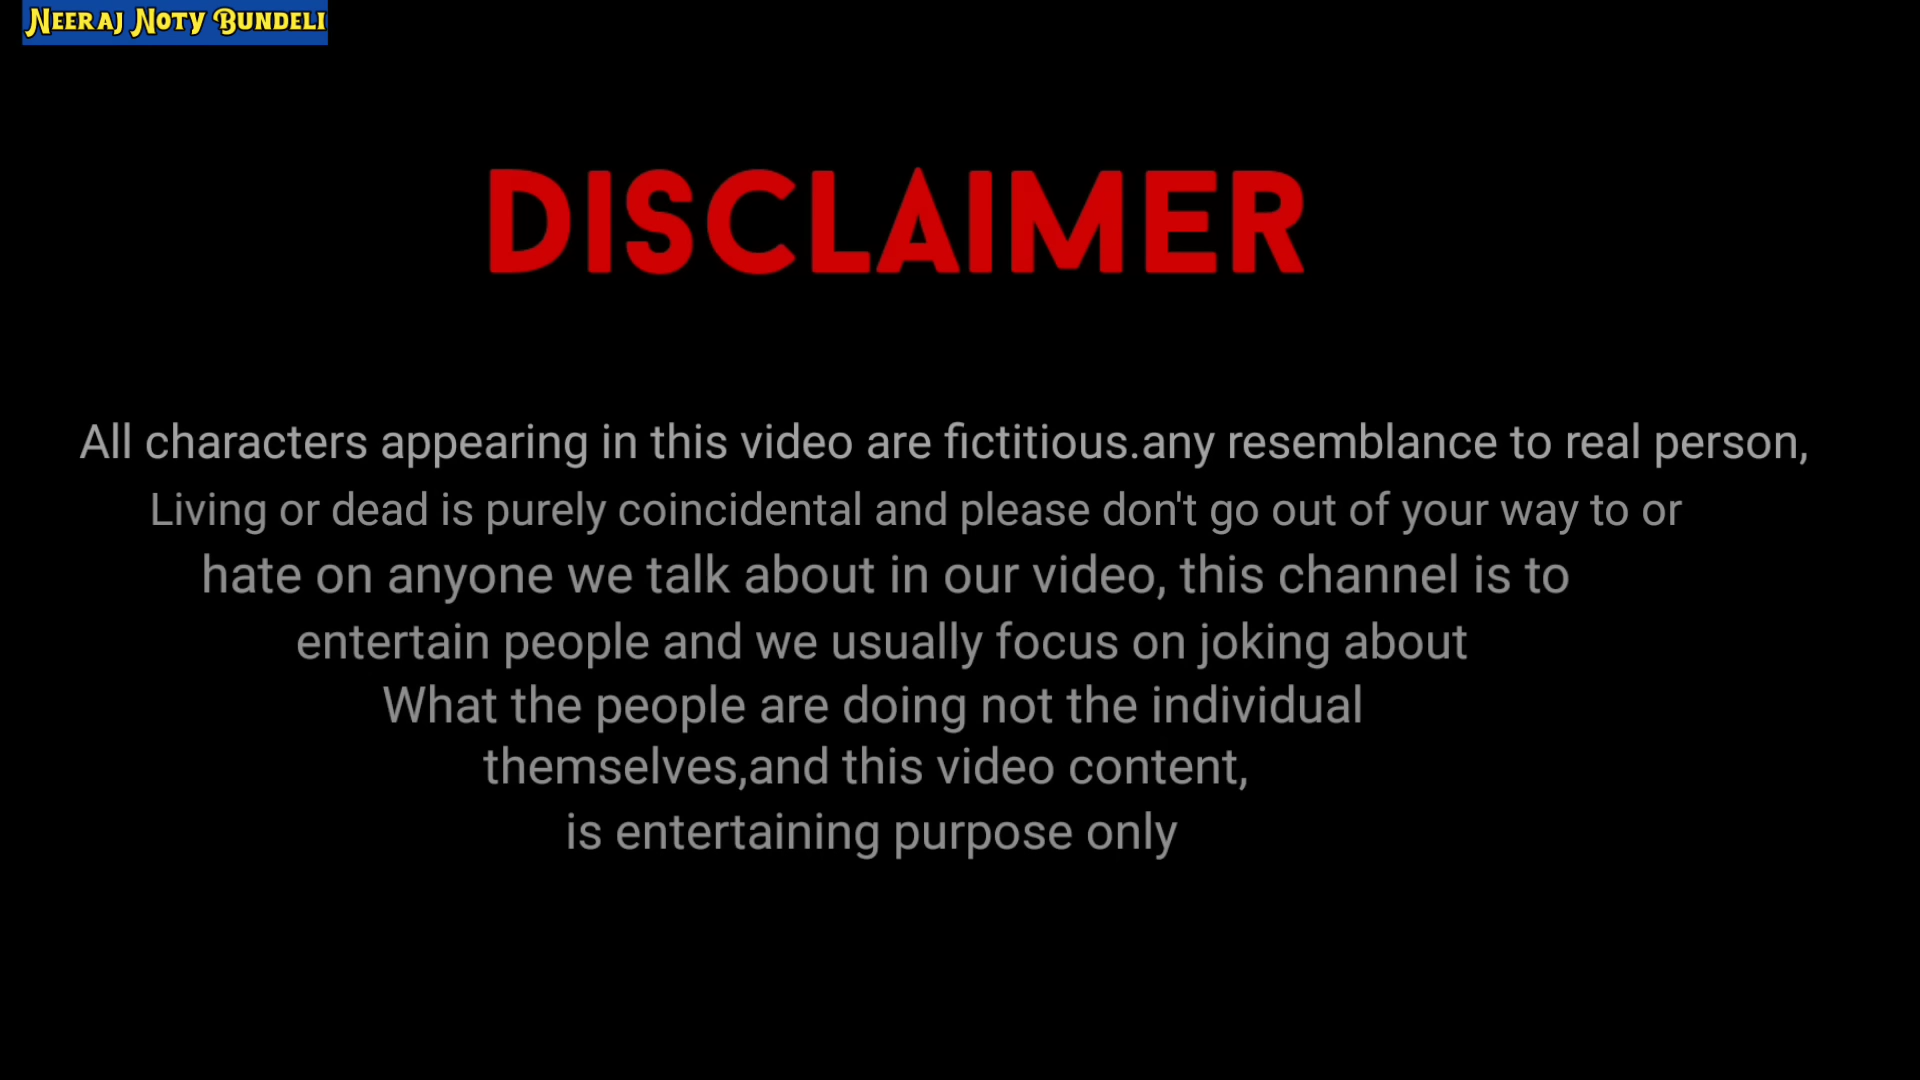 NEERAJ NOTY BUNDELI
DISCLAIMER
All characters appearing in this video are fictitious.any resemblance to real person,
Living or dead is purely coincidental and please don't go out of your way to or
hate on anyone we talk about in our video, this channel is to
entertain people and we usually focus on joking about
What the people are doing not the individual
themselves,and this video content,
is entertaining purpose only